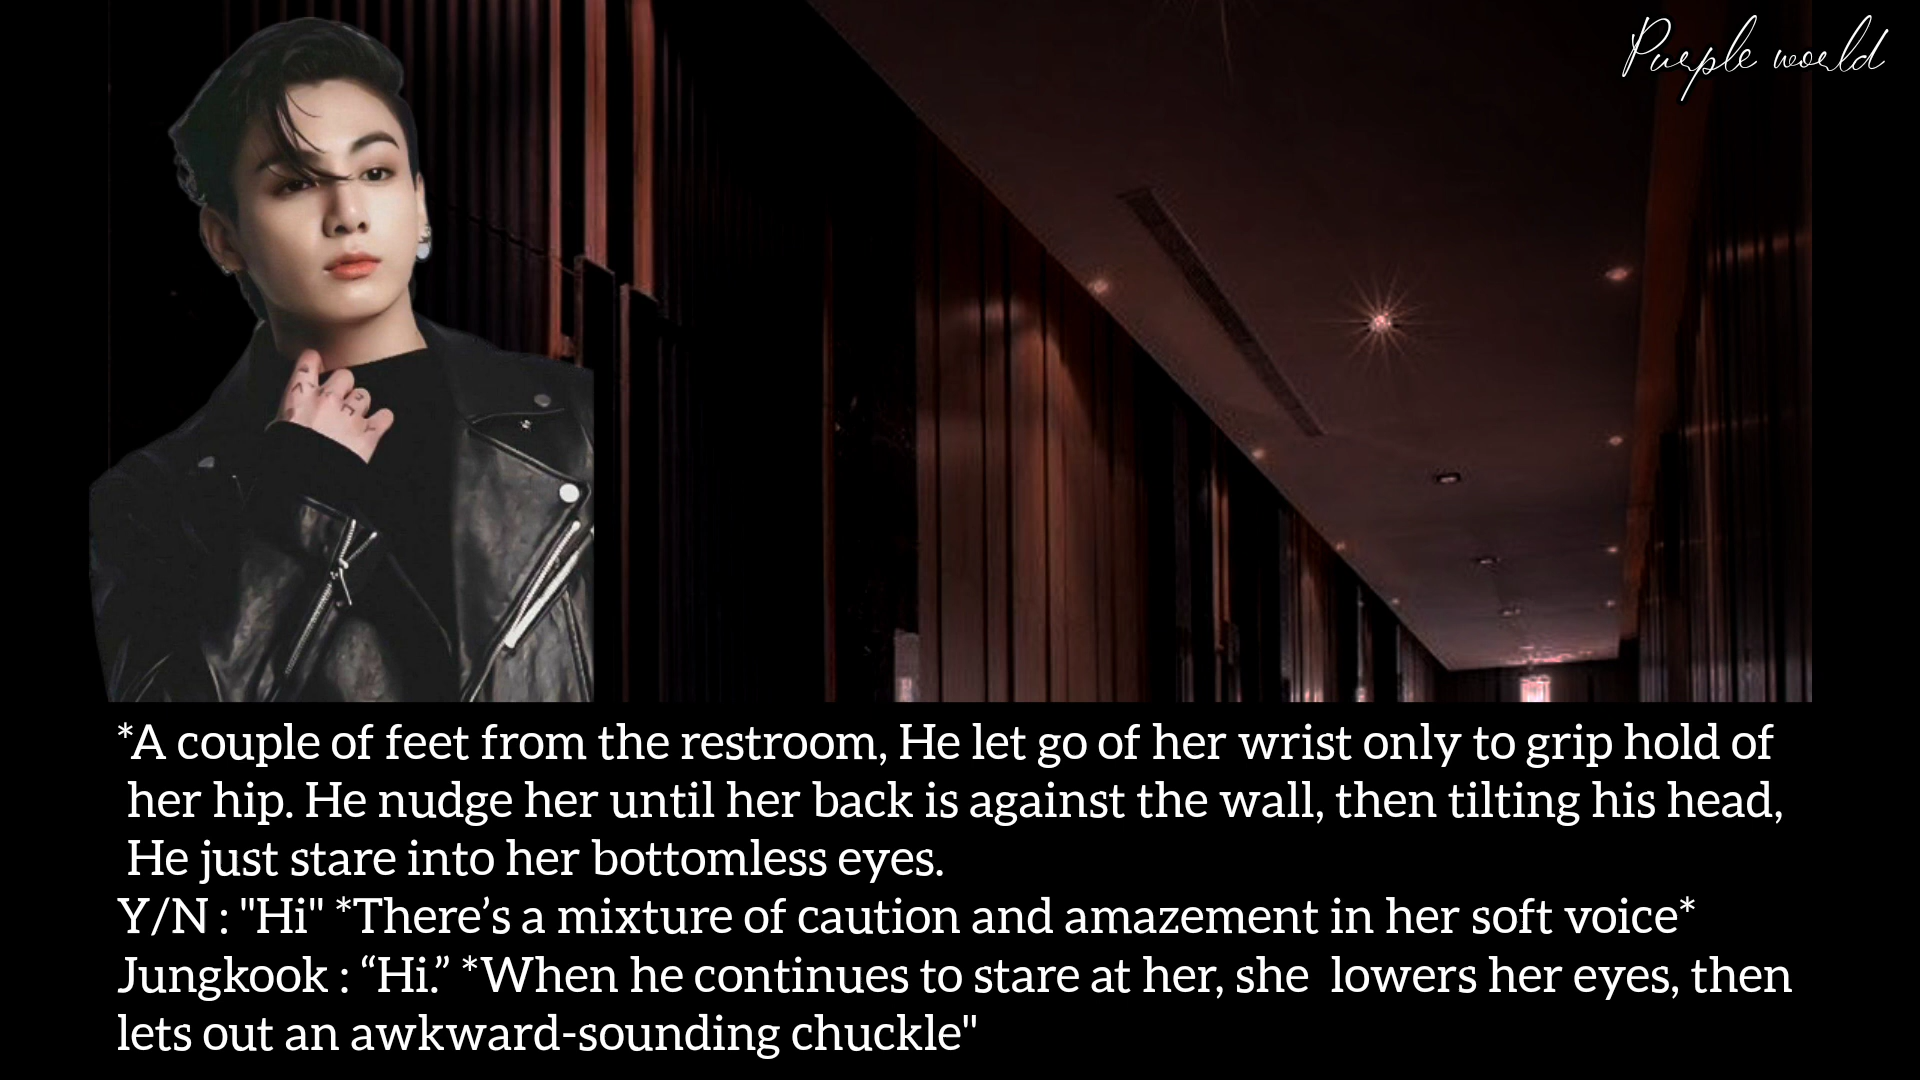 Purple world
*A couple of feet from the restroom, He let go of her wrist only to grip hold of
her hip. He nudge her until her back is against the wall, then tilting his head,
He just stare into her bottomless eyes.
Y/N : "Hi" *There’s a mixture of caution and amazement in her soft voice*
Jungkook : “Hi.” *When he continues to stare at her, she  lowers her eyes, then
lets out an awkward-sounding chuckle"